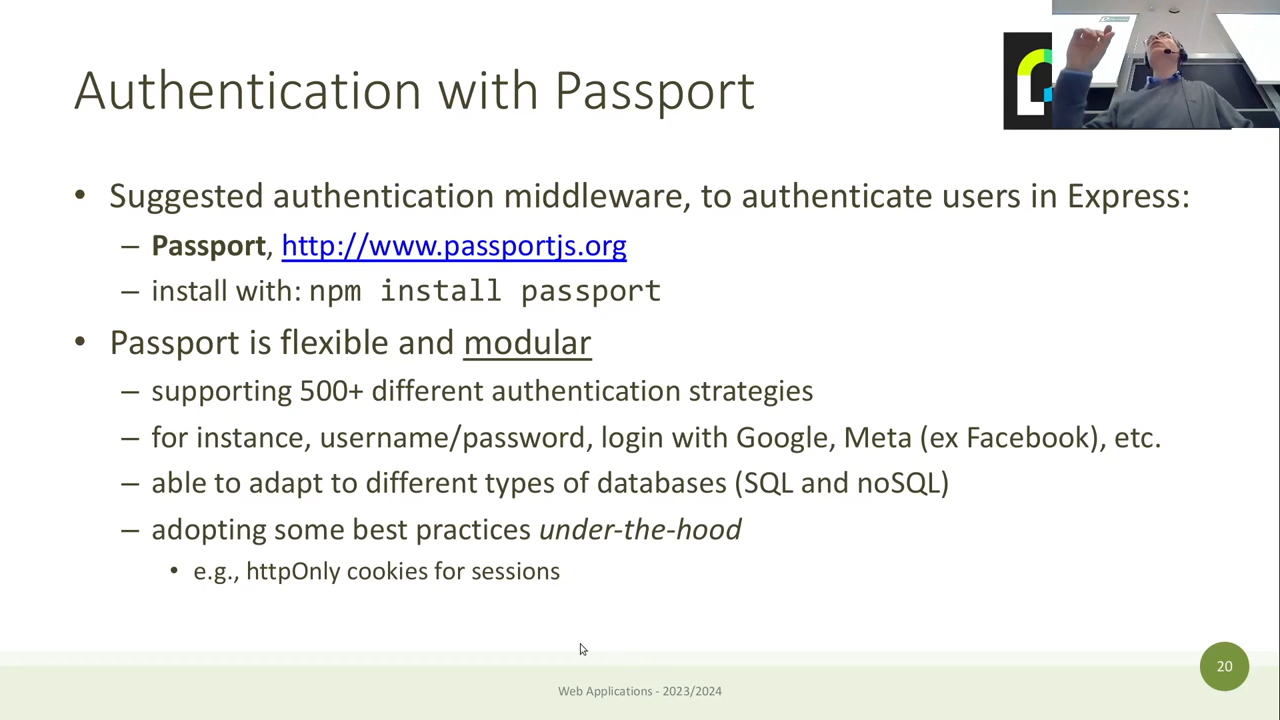 Authentication with Passport
• Suggested authentication middleware, to authenticate users in Express:
– Passport, http://www.passportjs.org
– install with: npm install passport
• Passport is flexible and modular
– supporting 500+ different authentication strategies
– for instance, username/password, login with Google, Meta (ex Facebook), etc.
– able to adapt to different types of databases (SQL and noSQL)
– adopting some best practices under-the-hood
• e.g., httpOnly cookies for sessions
Web Applications - 2023/2024
20